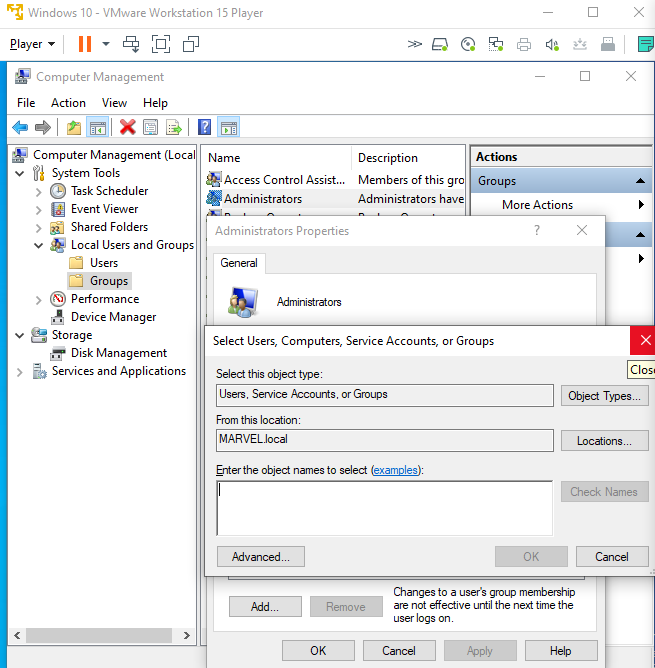 Windows 10 - VMware Workstation 15 Player
Player
Computer Management
File Action View Help
Computer Management (Local
System Tools
Task Scheduler
Event Viewer
Shared Folders
Local Users and Groups
Users
Groups
Performance
Device Manager
Storage
Disk Management
Services and Applications
Name Description
Access Control Assist... Members of this gro
Administrators Administrators have
Actions
Groups
More Actions
Administrators Properties
General
Administrators
Select Users, Computers, Service Accounts, or Groups
Close
Select this object type:
Users, Service Accounts, or Groups
Object Types...
From this location:
MARVEL.local
Locations...
Enter the object names to select (examples):
Check Names
Advanced...
OK
Cancel
Add...
Remove
Changes to a user's group membership
are not effective until the next time the
user logs on.
OK
Cancel
Apply
Help